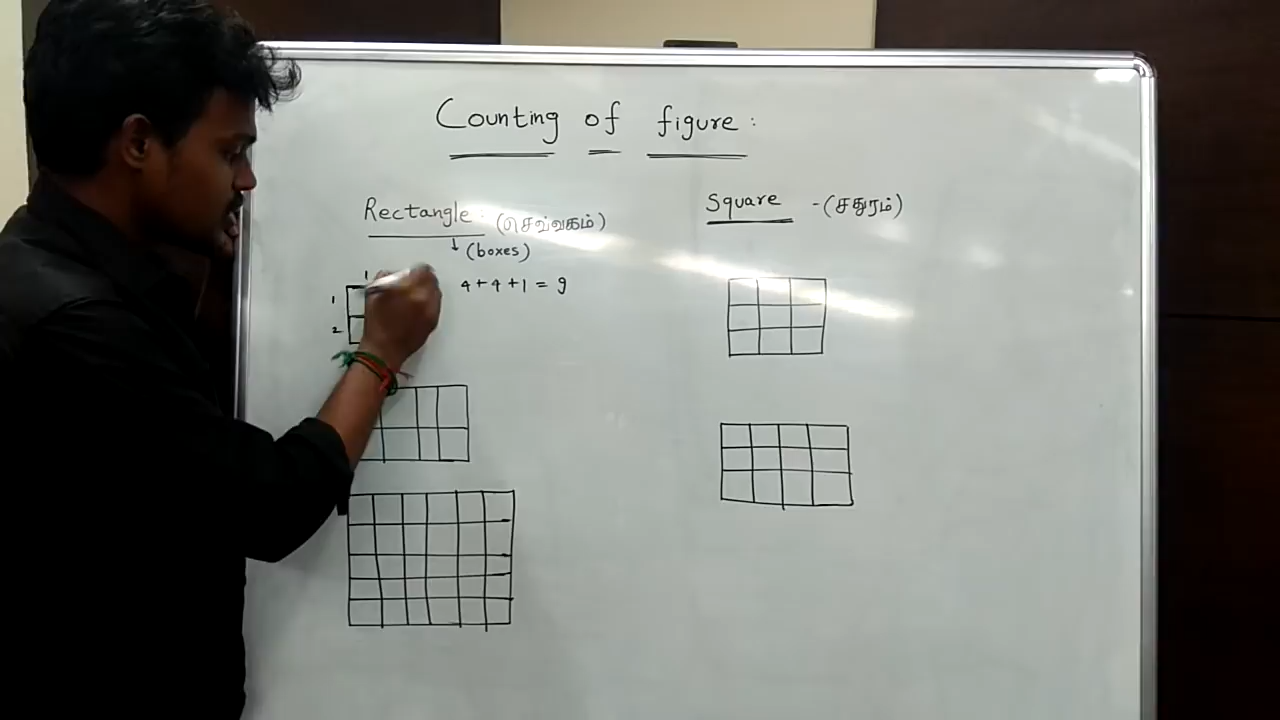 Counting of figure:
Rectangle: (செவ்வகம்)
↓ (boxes)
1
4+4+1 = 9
1
2
Square - (சதுரம்)